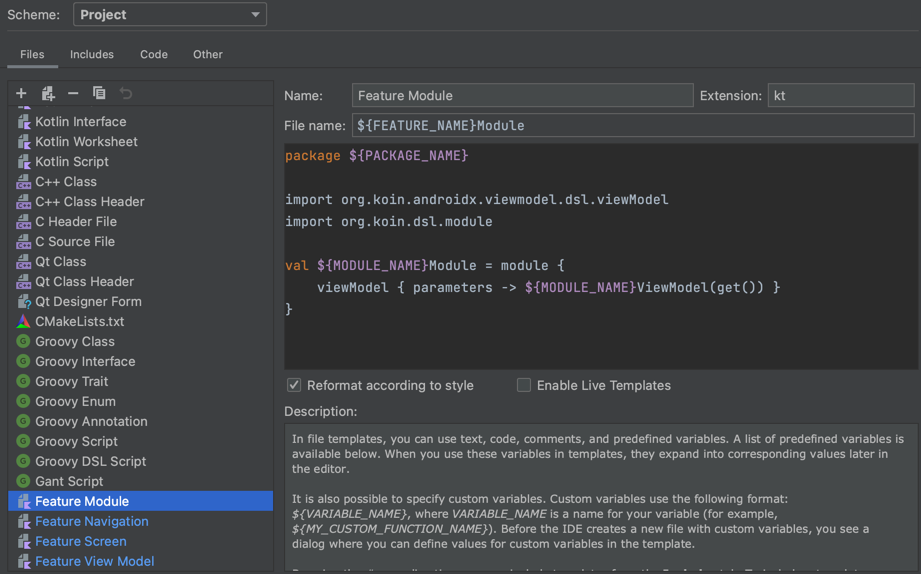 Scheme: Project
Files Includes Code Other
Kotlin Interface
Kotlin Worksheet
Kotlin Script
C++ Class
C++ Class Header
C Header File
C Source File
Qt Class
Qt Class Header
Qt Designer Form
CMakeLists.txt
Groovy Class
Groovy Interface
Groovy Trait
Groovy Enum
Groovy Annotation
Groovy Script
Groovy DSL Script
Gant Script
Feature Module
Feature Navigation
Feature Screen
Feature View Model
Name: Feature Module Extension: kt
File name: ${FEATURE_NAME}Module
package ${PACKAGE_NAME}
import org.koin.androidx.viewmodel.dsl.viewModel
import org.koin.dsl.module
val ${MODULE_NAME}Module = module {
viewModel { parameters -> ${MODULE_NAME}ViewModel(get()) }
}
Reformat according to style Enable Live Templates
Description:
In file templates, you can use text, code, comments, and predefined variables. A list of predefined variables is
available below. When you use these variables in templates, they expand into corresponding values later in
the editor.
It is also possible to specify custom variables. Custom variables use the following format:
${VARIABLE_NAME}, where VARIABLE_NAME is a name for your variable (for example,
${MY_CUSTOM_FUNCTION_NAME}). Before the IDE creates a new file with custom variables, you see a
dialog where you can define values for custom variables in the template.